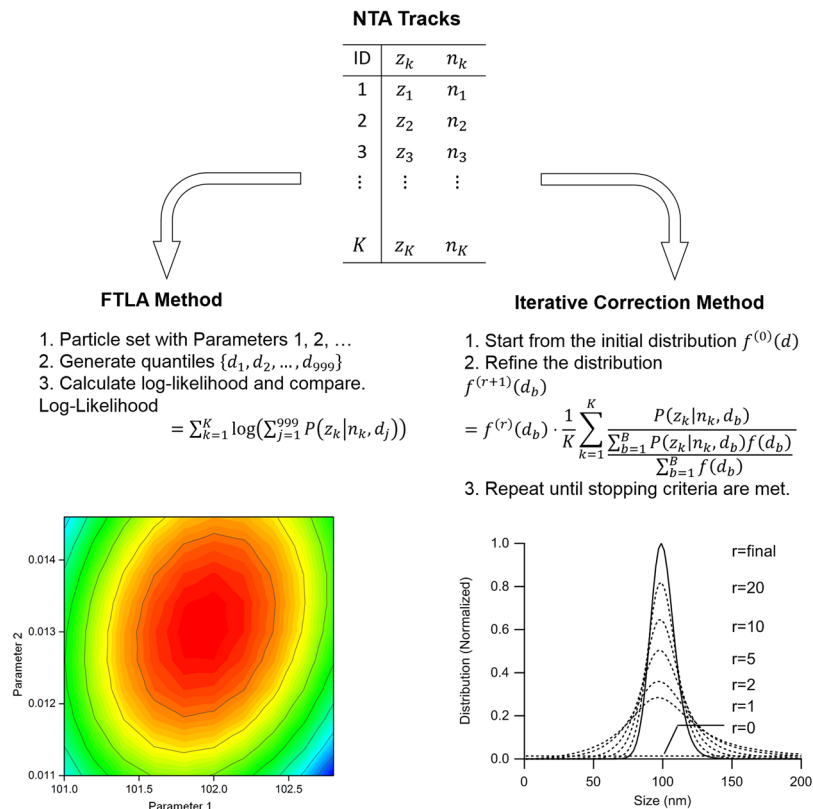 NTA Tracks
ID z_k n_k
1 z_1 n_1
2 z_2 n_2
3 z_3 n_3
⋮ ⋮ ⋮
K z_K n_K
FTLA Method
1. Particle set with Parameters 1, 2, …
2. Generate quantiles {d_1, d_2, …, d_999}
3. Calculate log-likelihood and compare.
Log-Likelihood
= ∑_{k=1}^{K} log(∑_{j=1}^{999} P(z_k|n_k, d_j))
Iterative Correction Method
1. Start from the initial distribution f^{(0)}(d)
2. Refine the distribution
f^{(r+1)}(d_b)
= f^{(r)}(d_b) · \frac{1}{K} ∑_{k=1}^{K} \frac{P(z_k|n_k, d_b)}{\frac{∑_{b=1}^{B} P(z_k|n_k, d_b)f(d_b)}{∑_{b=1}^{B} f(d_b)}}
3. Repeat until stopping criteria are met.
Parameter 2
0.014
0.013
0.012
0.011
101.0 101.5 102.0 102.5
Parameter 1
Distribution (Normalized)
1.0
0.8
0.6
0.4
0.2
0.0
r=final
r=20
r=10
r=5
r=2
r=1
r=0
0 50 100 150 200
Size (nm)